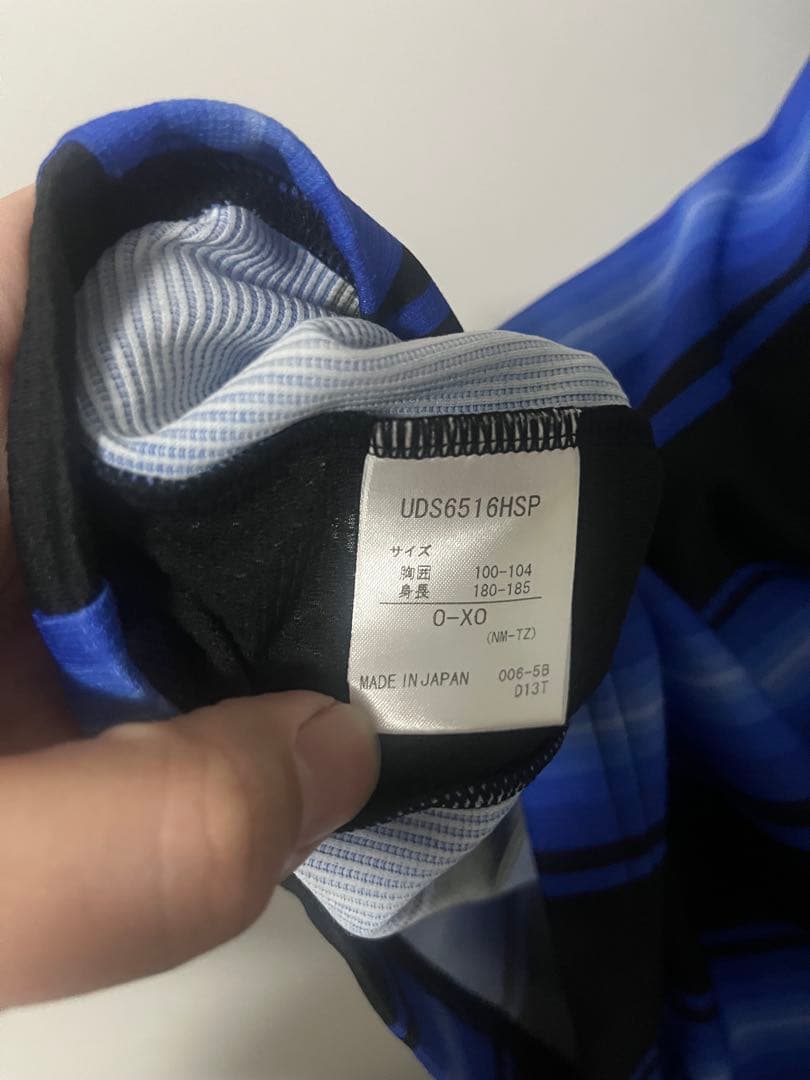 UDS6516HSP
サイズ
胸囲 100-104
身長 180-185
O-XO
(NM-TZ)
MADE IN JAPAN 006-5B
D13T